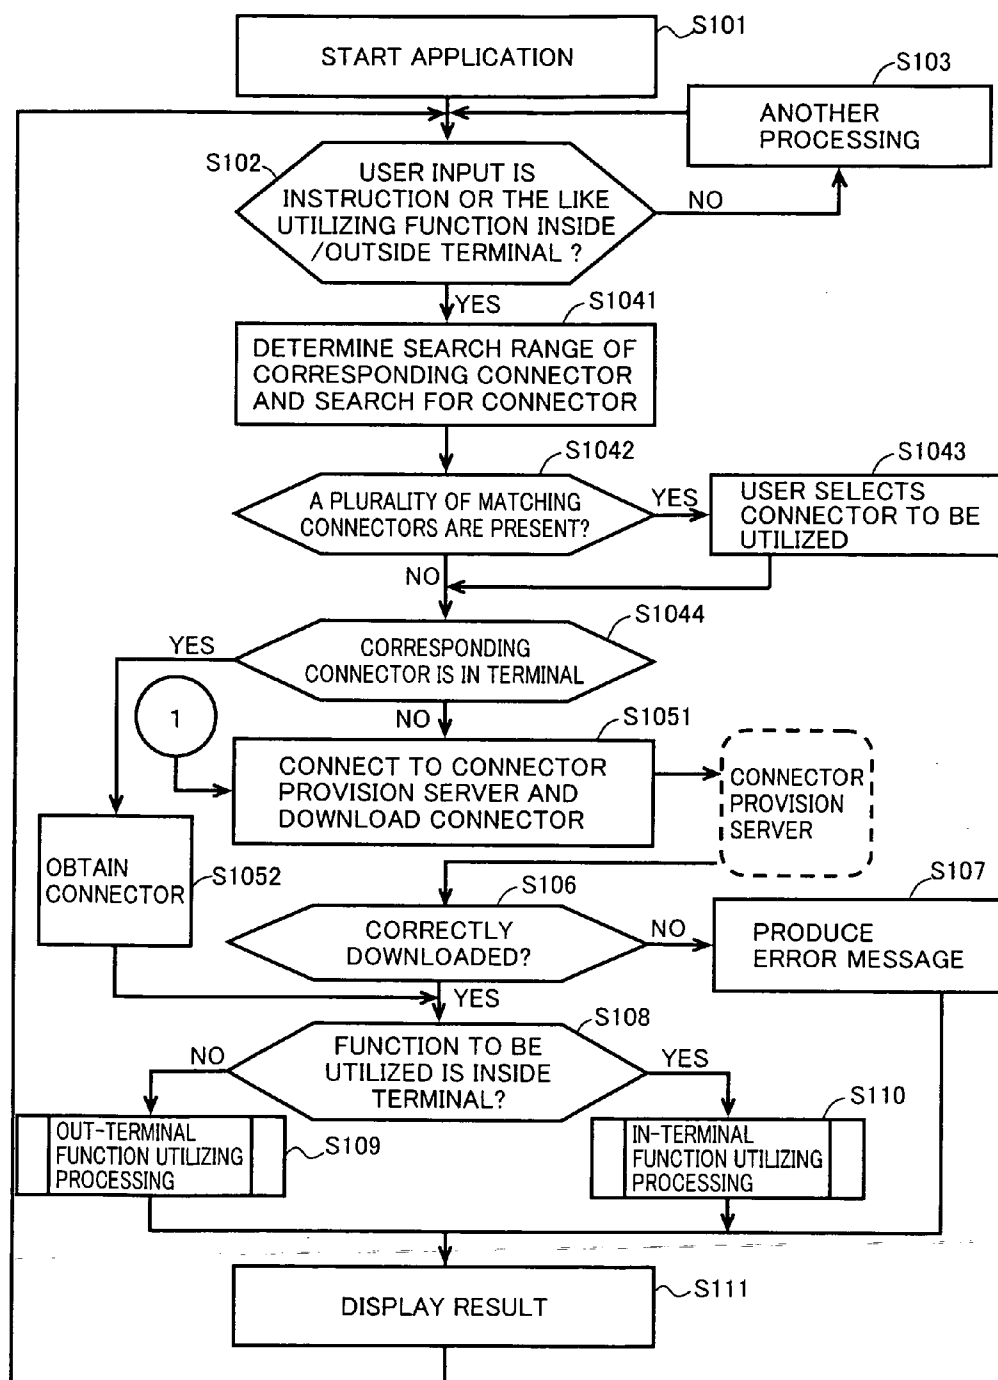 S101
START APPLICATION
S103
ANOTHER
PROCESSING
S102
USER INPUT IS
INSTRUCTION OR THE LIKE
UTILIZING FUNCTION INSIDE
/OUTSIDE TERMINAL ?
NO
YES
S1041
DETERMINE SEARCH RANGE OF
CORRESPONDING CONNECTOR
AND SEARCH FOR CONNECTOR
S1042
A PLURALITY OF MATCHING
CONNECTORS ARE PRESENT?
YES
S1043
USER SELECTS
CONNECTOR TO BE
UTILIZED
NO
S1044
CORRESPONDING
CONNECTOR IS IN TERMINAL
YES
1
NO
S1051
CONNECT TO CONNECTOR
PROVISION SERVER AND
DOWNLOAD CONNECTOR
CONNECTOR
PROVISION
SERVER
OBTAIN
CONNECTOR
S1052
S106
CORRECTLY
DOWNLOADED?
NO
S107
PRODUCE
ERROR MESSAGE
YES
S108
FUNCTION TO BE
UTILIZED IS INSIDE
TERMINAL?
NO
YES
OUT-TERMINAL
FUNCTION UTILIZING
PROCESSING
S109
S110
IN-TERMINAL
FUNCTION UTILIZING
PROCESSING
S111
DISPLAY RESULT